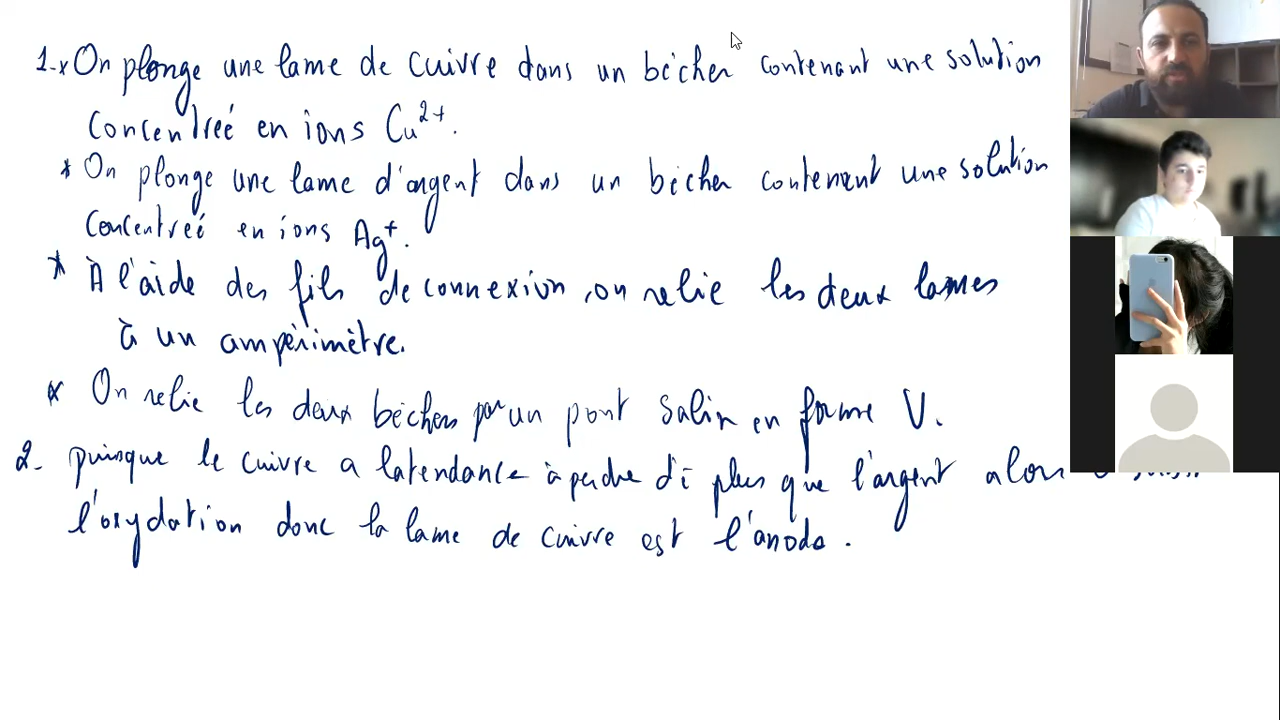 1-x On plonge une lame de cuivre dans un bécher contenant une solution
Concentreé en ions Cu²⁺.
* On plonge une lame d'argent dans un bécher contenant une solution
Concentreé en ions Ag⁺.
* À l'aide des fils de connexion, on relie les deux lames
à un ampérimètre.
* On relie les deux béchers par un pont salin en forme V.
2- puisque le cuivre a la tendance à perdre d'é plus que l'argent alors
l'oxydation donc la lame de cuivre est l'anode.